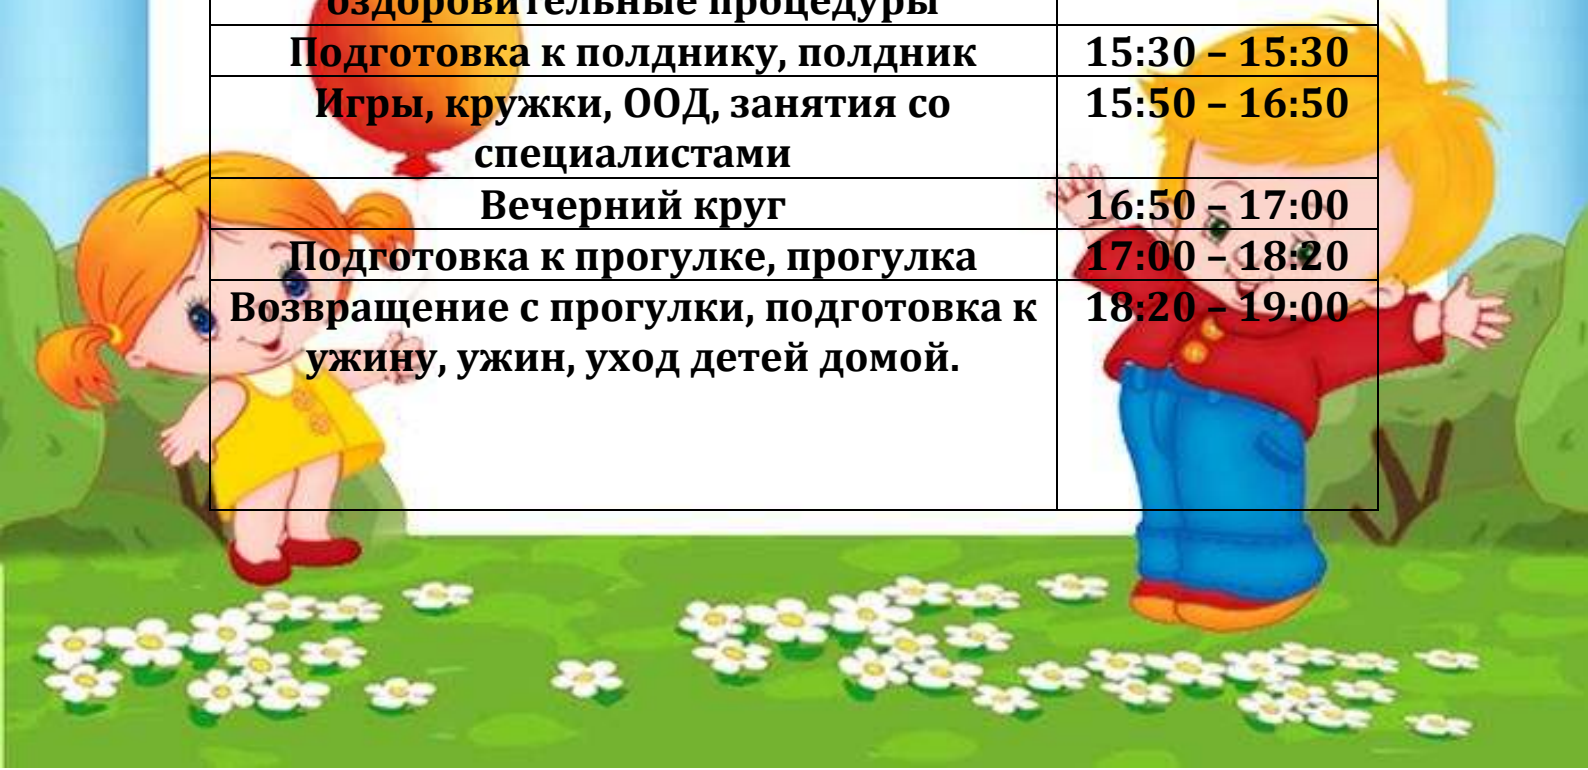 оздоровительные процедуры
Подготовка к полднику, полдник 15:30 – 15:30
Игры, кружки, ООД, занятия со 15:50 – 16:50
специалистами
Вечерний круг 16:50 – 17:00
Подготовка к прогулке, прогулка 17:00 – 18:20
Возвращение с прогулки, подготовка к 18:20 – 19:00
ужину, ужин, уход детей домой.